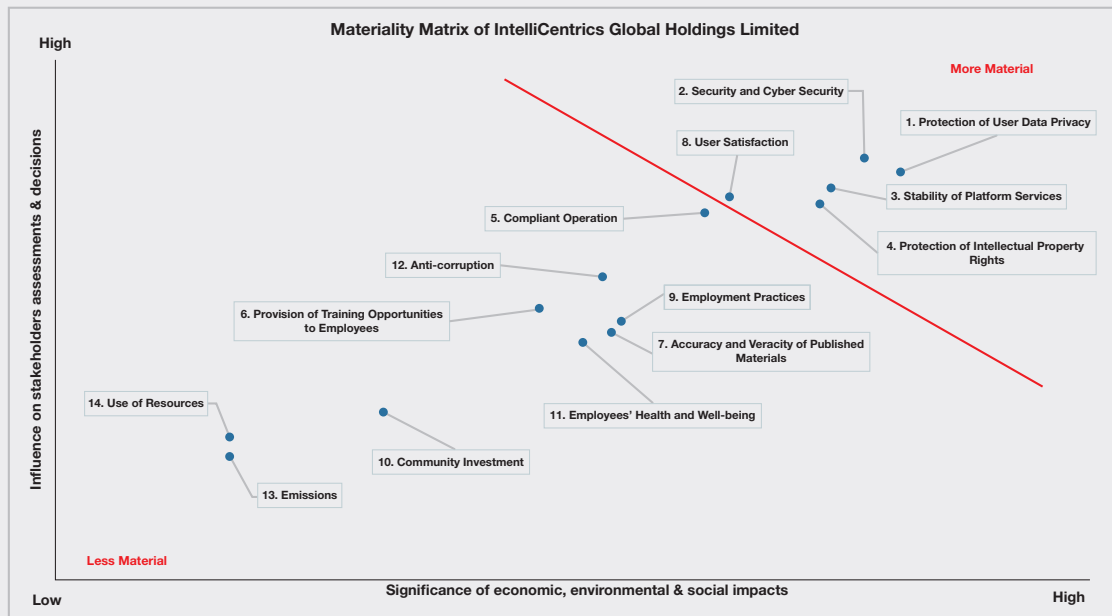 Materiality Matrix of IntelliCentrics Global Holdings Limited
High
More Material
2. Security and Cyber Security
1. Protection of User Data Privacy
8. User Satisfaction
3. Stability of Platform Services
5. Compliant Operation
4. Protection of Intellectual Property
Rights
12. Anti-corruption
9. Employment Practices
6. Provision of Training Opportunities
to Employees
7. Accuracy and Veracity of Published
Materials
14. Use of Resources
11. Employees’ Health and Well-being
10. Community Investment
13. Emissions
Influence on stakeholders assessments & decisions
Less Material
Low
Significance of economic, environmental & social impacts
High